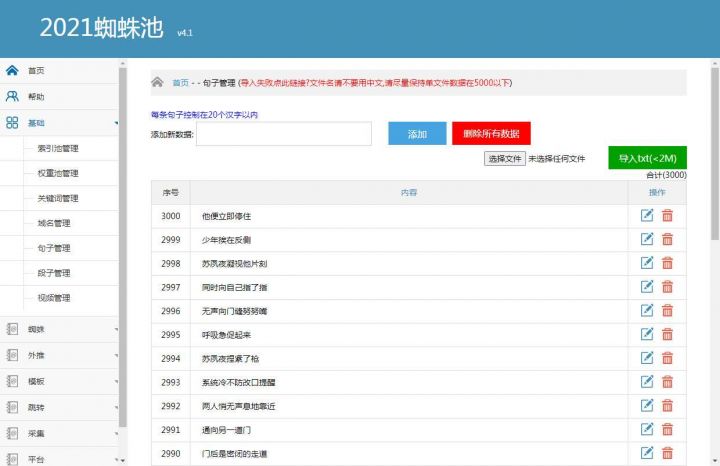 2021蜘蛛池 v4.1
首页
帮助
基础
索引池管理
权重池管理
关键词管理
域名管理
句子管理
段子管理
视频管理
蜘蛛
外推
模板
跳转
采集
平台
首页 - - 句子管理 (导入失败点此链接?文件名请不要用中文,请尽量保持单文件数据在5000以下)
每条句子控制在20个汉字以内
添加新数据: 添加 删除所有数据
选择文件 未选择任何文件 导入txt(<2M)
合计(3000)
序号 内容 操作
3000 他便立即停住
2999 少年挨在反侧
2998 苏夙夜凝视他片刻
2997 同时向自己指了指
2996 无声向门缝努努嘴
2995 呼吸急促起来
2994 苏夙夜捏紧了枪
2993 系统冷不防改口提醒
2992 两人悄无声息地靠近
2991 通向另一道门
2990 门后是密闭的走道